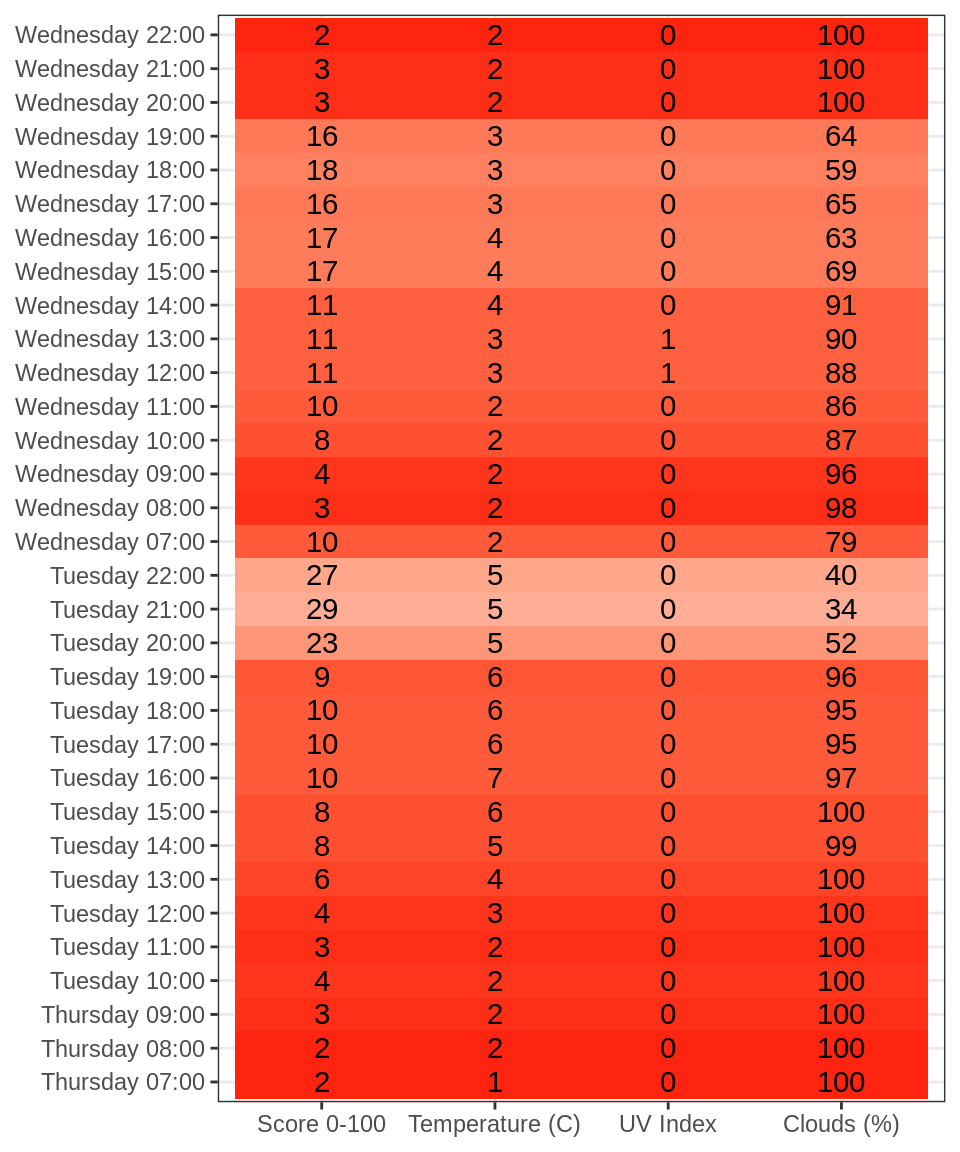 Wednesday 22:00 2 2 0 100
Wednesday 21:00 3 2 0 100
Wednesday 20:00 3 2 0 100
Wednesday 19:00 16 3 0 64
Wednesday 18:00 18 3 0 59
Wednesday 17:00 16 3 0 65
Wednesday 16:00 17 4 0 63
Wednesday 15:00 17 4 0 69
Wednesday 14:00 11 4 0 91
Wednesday 13:00 11 3 1 90
Wednesday 12:00 11 3 1 88
Wednesday 11:00 10 2 0 86
Wednesday 10:00 8 2 0 87
Wednesday 09:00 4 2 0 96
Wednesday 08:00 3 2 0 98
Wednesday 07:00 10 2 0 79
Tuesday 22:00 27 5 0 40
Tuesday 21:00 29 5 0 34
Tuesday 20:00 23 5 0 52
Tuesday 19:00 9 6 0 96
Tuesday 18:00 10 6 0 95
Tuesday 17:00 10 6 0 95
Tuesday 16:00 10 7 0 97
Tuesday 15:00 8 6 0 100
Tuesday 14:00 8 5 0 99
Tuesday 13:00 6 4 0 100
Tuesday 12:00 4 3 0 100
Tuesday 11:00 3 2 0 100
Tuesday 10:00 4 2 0 100
Thursday 09:00 3 2 0 100
Thursday 08:00 2 2 0 100
Thursday 07:00 2 1 0 100
Score 0-100 Temperature (C) UV Index Clouds (%)